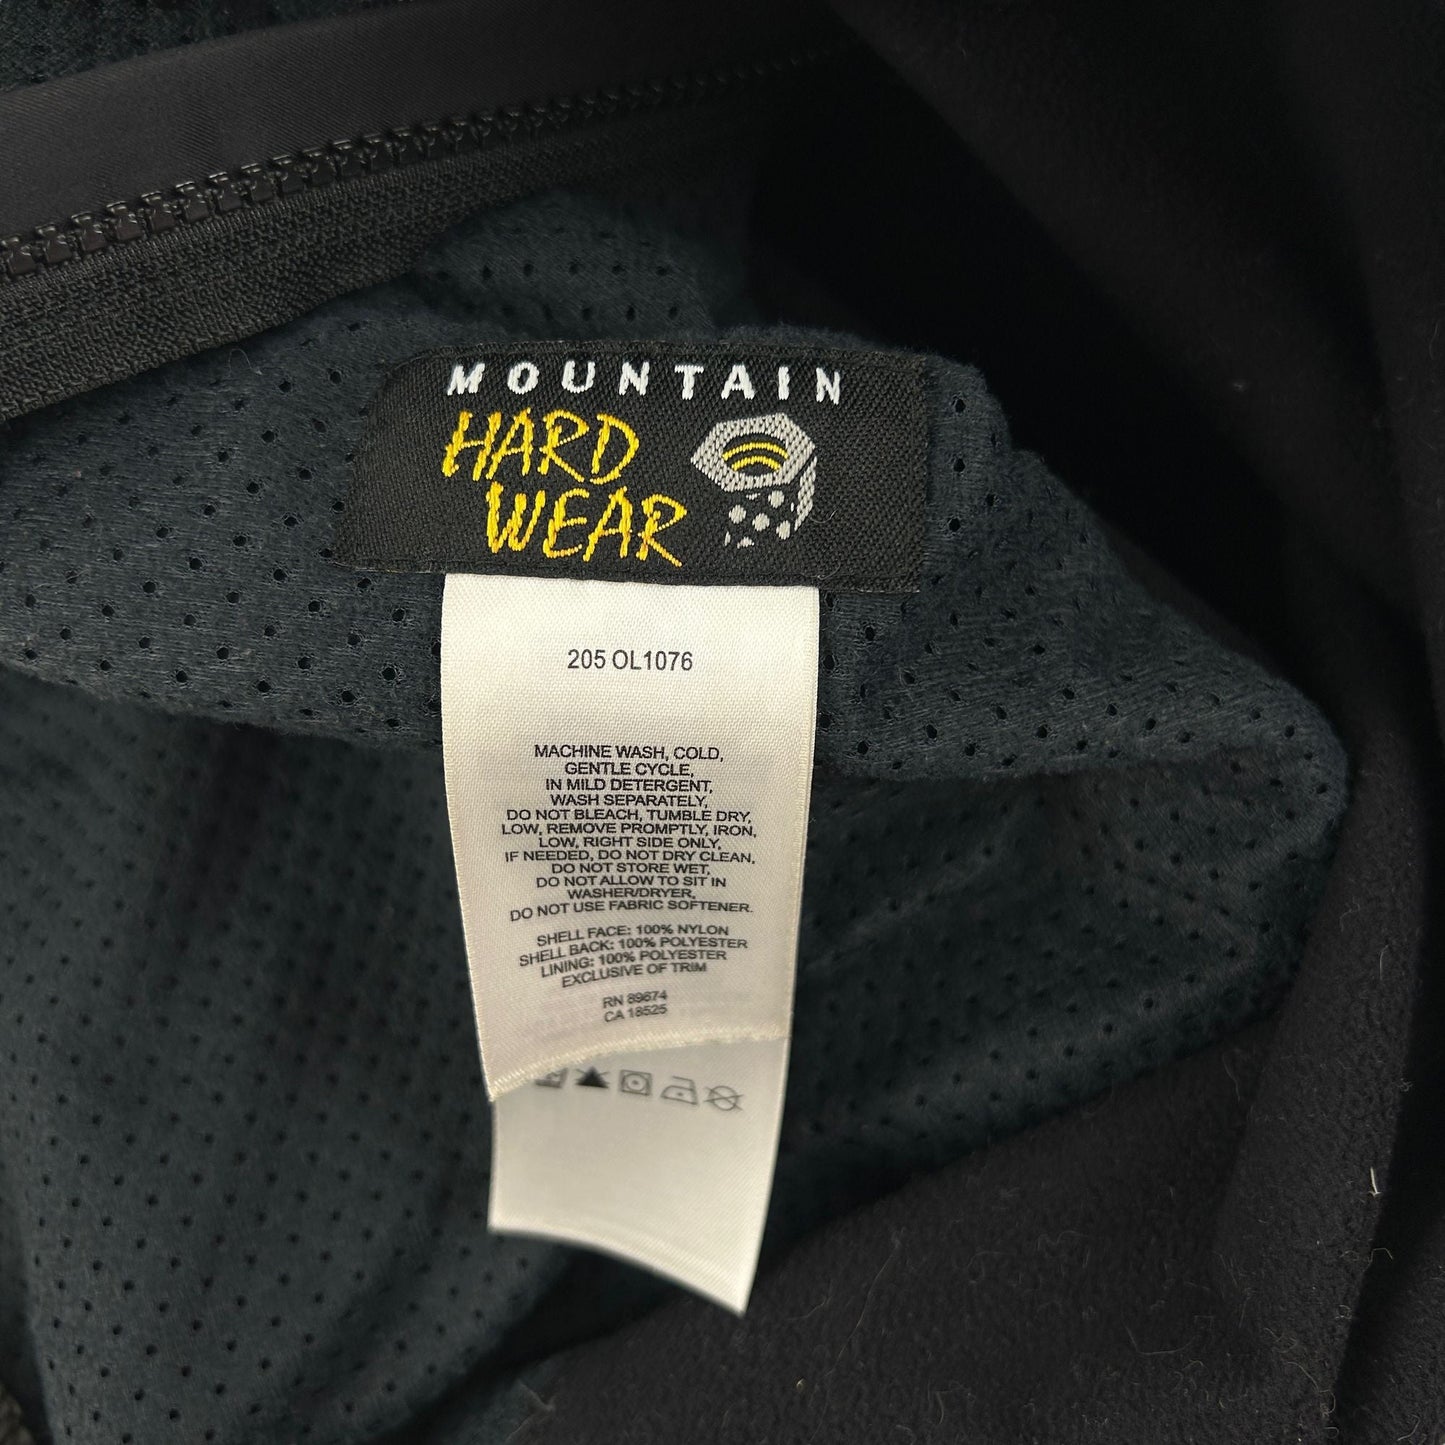 MOUNTAIN
HARD
WEAR
205 OL1076
MACHINE WASH, COLD,
GENTLE CYCLE,
IN MILD DETERGENT,
WASH SEPARATELY,
DO NOT BLEACH, TUMBLE DRY,
LOW, REMOVE PROMPTLY, IRON,
LOW, RIGHT SIDE ONLY,
IF NEEDED, DO NOT DRY CLEAN,
DO NOT STORE WET,
DO NOT ALLOW TO SIT IN
WASHER/DRYER,
DO NOT USE FABRIC SOFTENER.
SHELL FACE: 100% NYLON
SHELL BACK: 100% POLYESTER
LINING: 100% POLYESTER
EXCLUSIVE OF TRIM
RN 89674
CA 18525